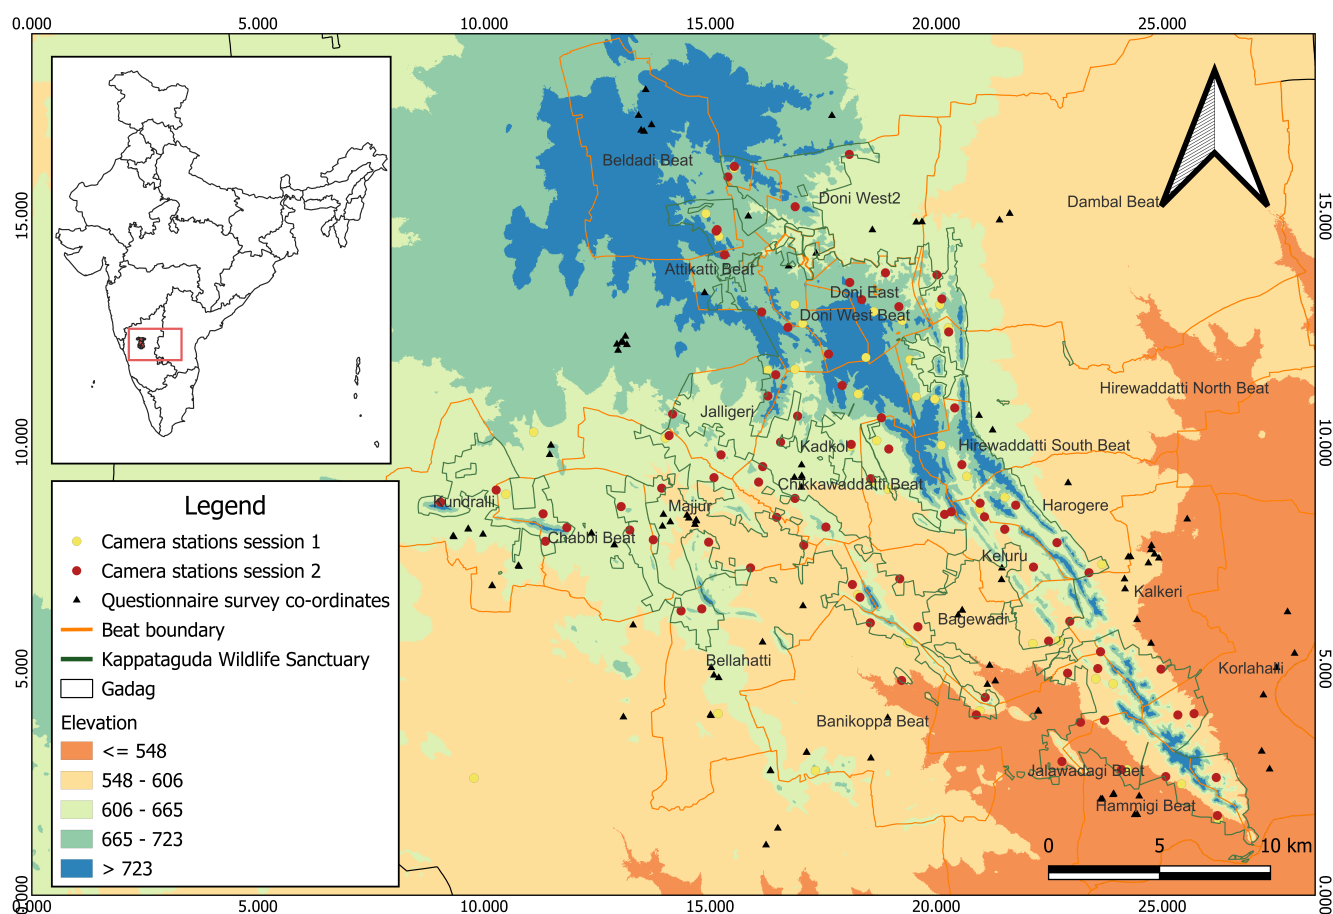 0.000
5.000
10.000
15.000
20.000
25.000
15.000
10.000
5.000
0.000
15.000
10.000
5.000
0.000
Beldadi Beat
Doni West2
Dambal Beat
Attikatti Beat
Doni East
Doni West Beat
Hirewaddatti North Beat
Jalligeri
Kadkol
Hirewaddatti South Beat
Chikkawaddatti Beat
Kundralli
Majjur
Harogere
Chabbi Beat
Keluru
Kalkeri
Bagewadi
Bellahatti
Korlahalli
Banikoppa Beat
Jalawadagi Baet
Hammigi Beat
Legend
Camera stations session 1
Camera stations session 2
Questionnaire survey co-ordinates
Beat boundary
Kappataguda Wildlife Sanctuary
Gadag
Elevation
<= 548
548 - 606
606 - 665
665 - 723
> 723
0 5 10 km
0.000
5.000
10.000
15.000
20.000
25.000